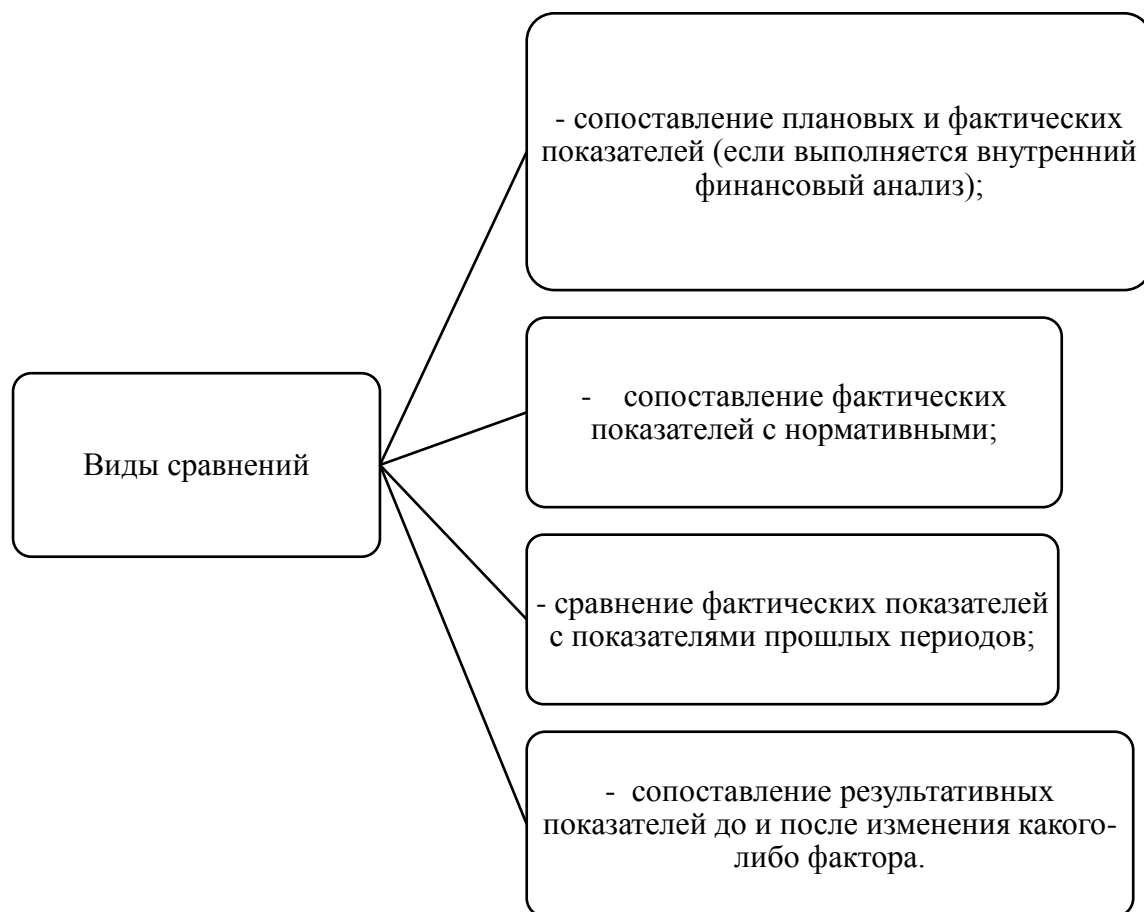 - сопоставление плановых и фактических
показателей (если выполняется внутренний
финансовый анализ);
- сопоставление фактических
показателей с нормативными;
Виды сравнений
- сравнение фактических показателей
с показателями прошлых периодов;
- сопоставление результативных
показателей до и после изменения какого-
либо фактора.